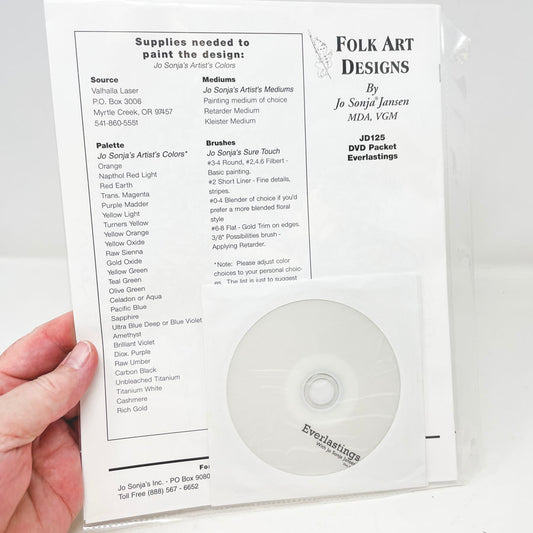 Supplies needed to
paint the design:
Jo Sonja's Artist's Colors
Source
Valhalla Laser
P.O. Box 3006
Myrtle Creek, OR 97457
541-860-5551
Palette
Jo Sonja's Artist's Colors*
Orange
Napthol Red Light
Red Earth
Trans. Magenta
Purple Madder
Yellow Light
Turners Yellow
Yellow Orange
Yellow Oxide
Raw Sienna
Gold Oxide
Yellow Green
Teal Green
Olive Green
Celadon or Aqua
Pacific Blue
Sapphire
Ultra Blue Deep or Blue Violet
Amethyst
Brilliant Violet
Diox. Purple
Raw Umber
Carbon Black
Unbleached Titanium
Titanium White
Cashmere
Rich Gold
Mediums
Jo Sonja's Artist's Mediums
Painting medium of choice
Retarder Medium
Kleister Medium
Brushes
Jo Sonja's Sure Touch
#3-4 Round, #2,4.6 Filbert -
Basic painting.
#2 Short Liner - Fine details,
stripes.
#0-4 Blender of choice if you'd
prefer a more blended floral
style
#6-8 Flat - Gold Trim on edges.
3/8" Possibilities brush -
Applying Retarder.
*Note: Please adjust color
choices to your personal choic-
es. The list is just to suggest
FOLK ART
DESIGNS
By
Jo Sonja® Jansen
MDA, VGM
JD125
DVD Packet
Everlastings
Everlastings
With Jo Sonja Jansen
Jo Sonja's Inc. - PO Box 9080
Toll Free (888) 567 - 6652